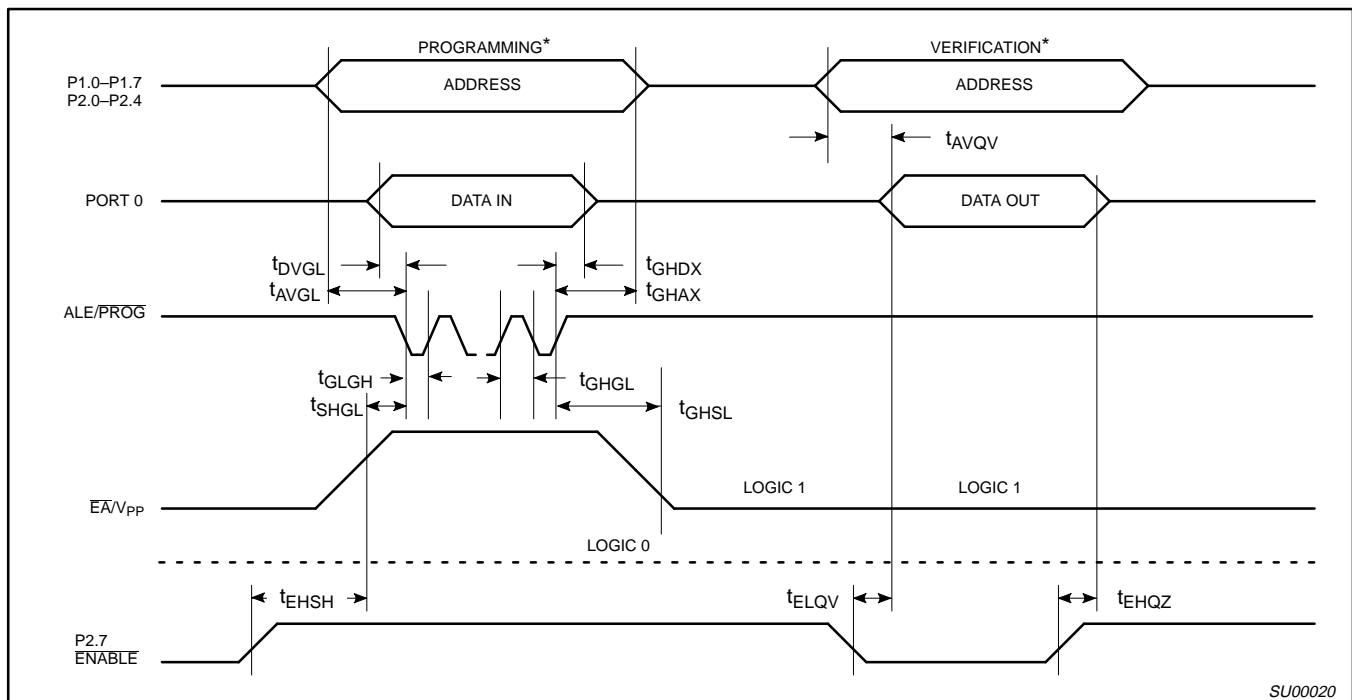 PROGRAMMING* VERIFICATION*
P1.0–P1.7
P2.0–P2.4
ADDRESS ADDRESS
tAVQV
PORT 0 DATA IN DATA OUT
tDVGL tGHDX
tAVGL tGHAX
ALE/PROG
tGLGH tGHGL
tSHGL tGHSL
LOGIC 1 LOGIC 1
EA/VPP
LOGIC 0
tEHSH tELQV tEHQZ
P2.7
ENABLE
SU00020